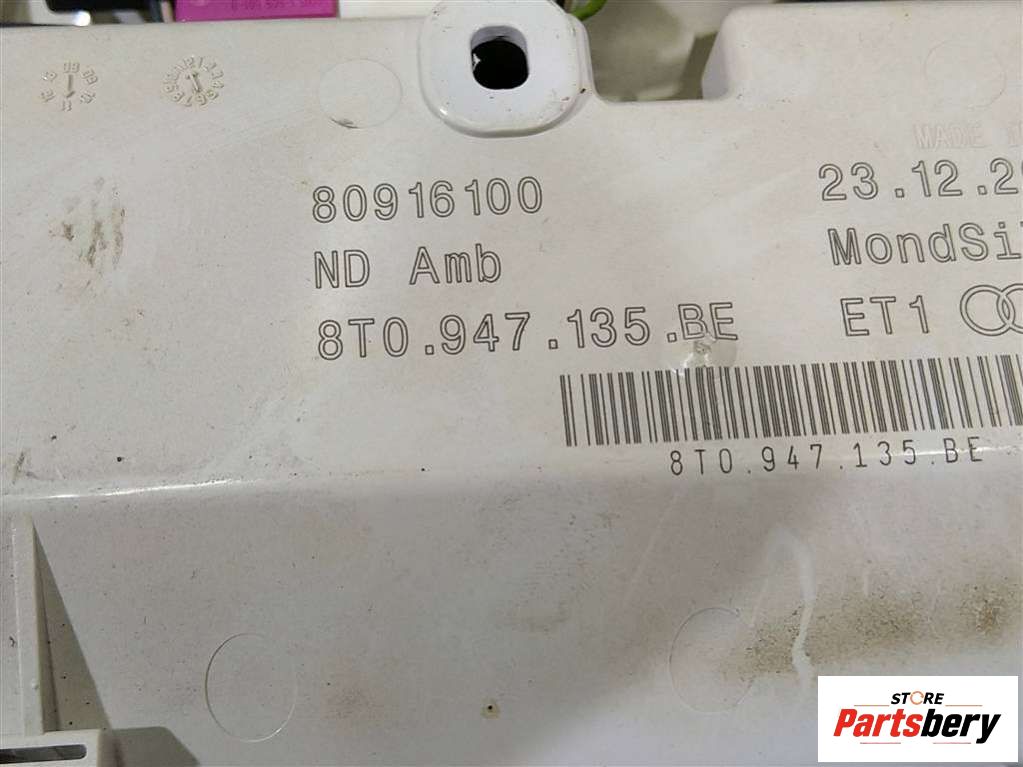 MADE
80916100
23.12.2
ND Amb
MondSi
8T0.947.135.BE
ET1
8T0.947.135.BE
STORE
Partsbery